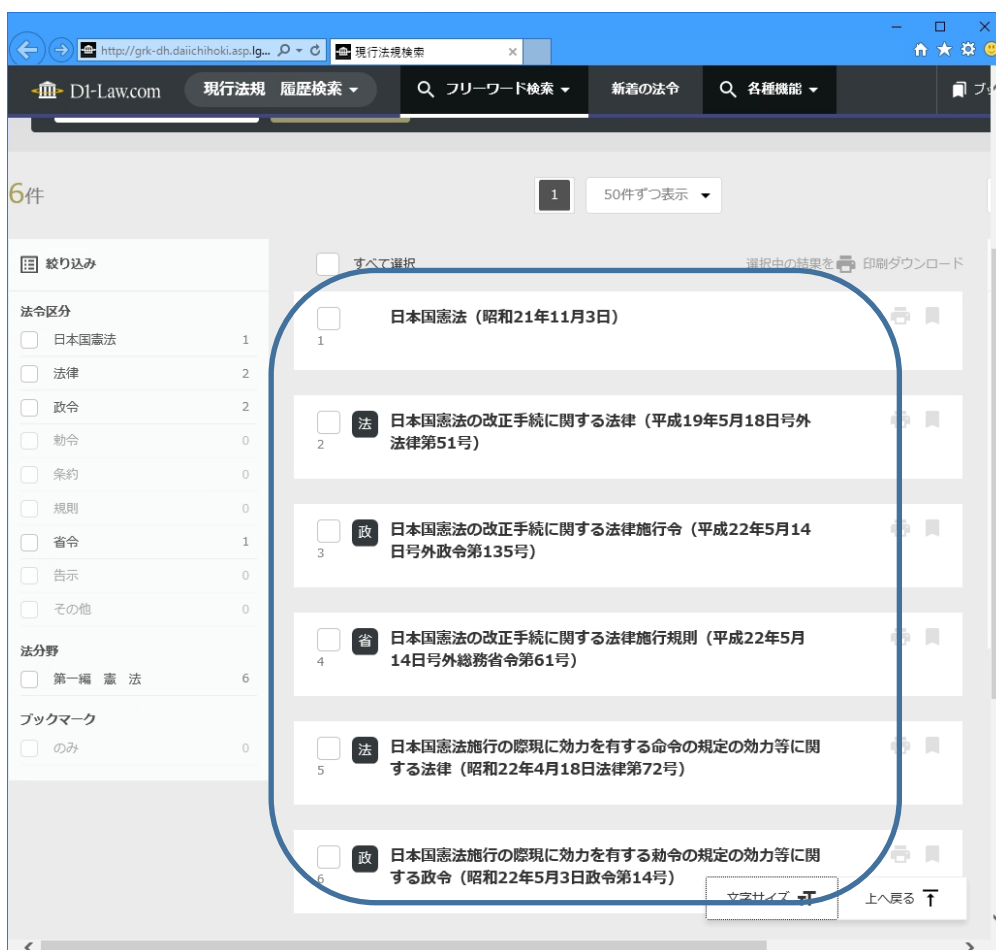 http://grk-dh.daiichihoki.asp.lg...
現行法規検索
D1-Law.com
現行法規 履歴検索
フリーワード検索
新着の法令
各種機能
6件
1
50件ずつ表示
絞り込み
法令区分
日本国憲法 1
法律 2
政令 2
勅令 0
条約 0
規則 0
省令 1
告示 0
その他 0
法分野
第一編 憲 法 6
ブックマーク
のみ 0
すべて選択
選択中の結果を 印刷ダウンロード
日本国憲法（昭和21年11月3日）
1
法 日本国憲法の改正手続に関する法律（平成19年5月18日号外
2 法律第51号）
政 日本国憲法の改正手続に関する法律施行令（平成22年5月14
3 日号外政令第135号）
省 日本国憲法の改正手続に関する法律施行規則（平成22年5月
4 14日号外総務省令第61号）
法 日本国憲法施行の際現に効力を有する命令の規定の効力等に関
5 する法律（昭和22年4月18日法律第72号）
政 日本国憲法施行の際現に効力を有する勅令の規定の効力等に関
6 する政令（昭和22年5月3日政令第14号）
文字サイズ
上へ戻る